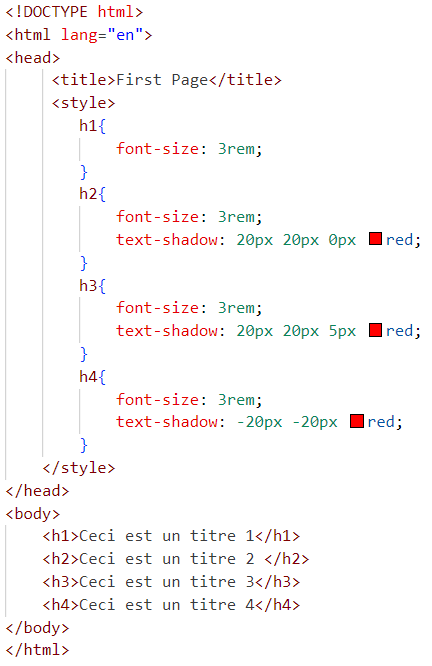 <!DOCTYPE html>
<html lang="en">
<head>
<title>First Page</title>
<style>
h1{
font-size: 3rem;
}
h2{
font-size: 3rem;
text-shadow: 20px 20px 0px red;
}
h3{
font-size: 3rem;
text-shadow: 20px 20px 5px red;
}
h4{
font-size: 3rem;
text-shadow: -20px -20px red;
}
</style>
</head>
<body>
<h1>Ceci est un titre 1</h1>
<h2>Ceci est un titre 2 </h2>
<h3>Ceci est un titre 3</h3>
<h4>Ceci est un titre 4</h4>
</body>
</html>